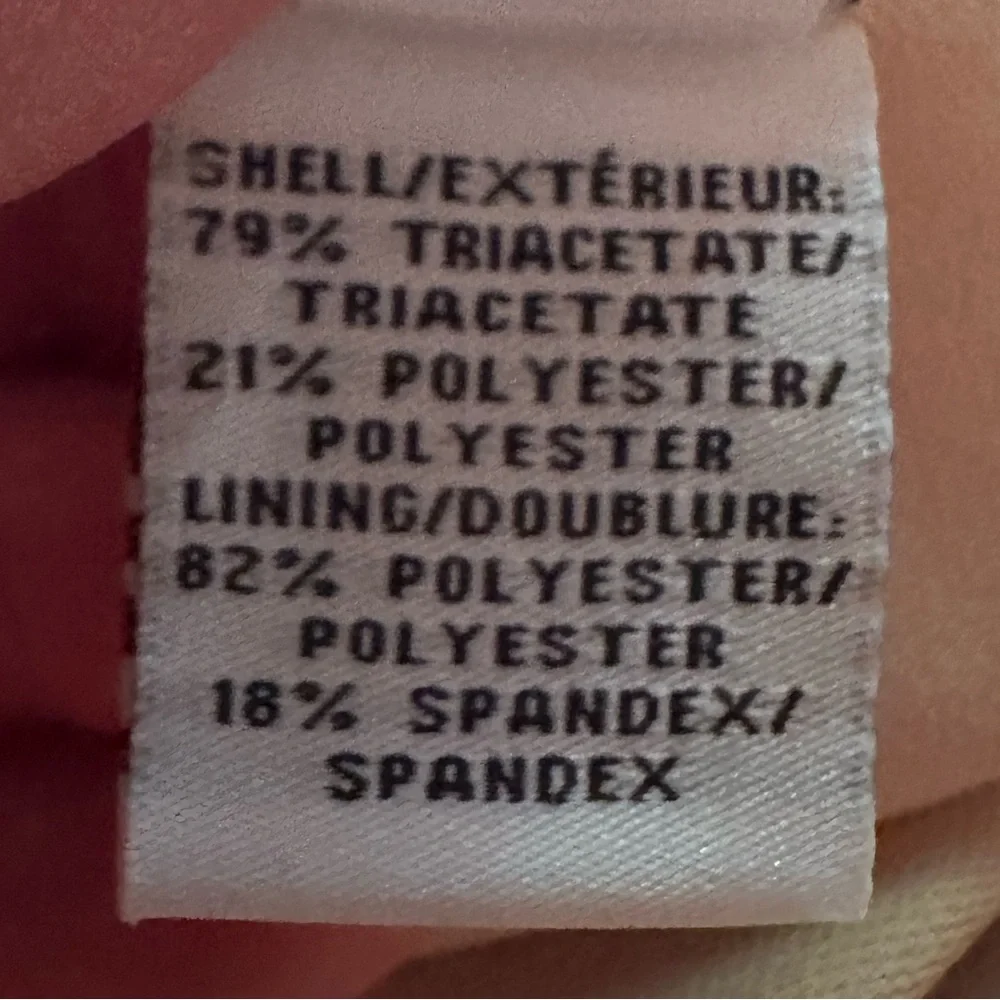 SHELL/EXTÉRIEUR:
79% TRIACETATE/
TRIACETATE
21% POLYESTER/
POLYESTER
LINING/DOUBLURE:
82% POLYESTER/
POLYESTER
18% SPANDEX/
SPANDEX